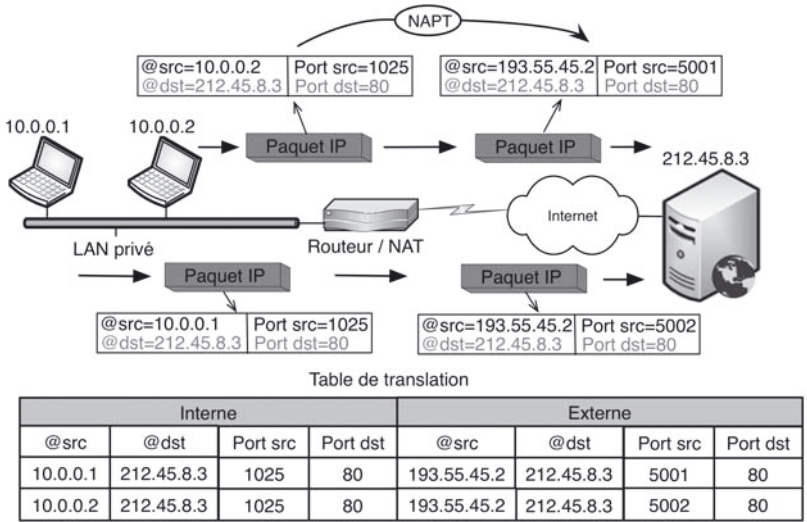 NAPT
@src=10.0.0.2 Port src=1025
@dst=212.45.8.3 Port dst=80
@src=193.55.45.2 Port src=5001
@dst=212.45.8.3 Port dst=80
10.0.0.1
10.0.0.2
Paquet IP
Paquet IP
212.45.8.3
Internet
LAN privé
Routeur / NAT
Paquet IP
Paquet IP
@src=10.0.0.1 Port src=1025
@dst=212.45.8.3 Port dst=80
@src=193.55.45.2 Port src=5002
@dst=212.45.8.3 Port dst=80
Table de translation
Interne Externe
@src @dst Port src Port dst @src @dst Port src Port dst
10.0.0.1 212.45.8.3 1025 80 193.55.45.2 212.45.8.3 5001 80
10.0.0.2 212.45.8.3 1025 80 193.55.45.2 212.45.8.3 5002 80